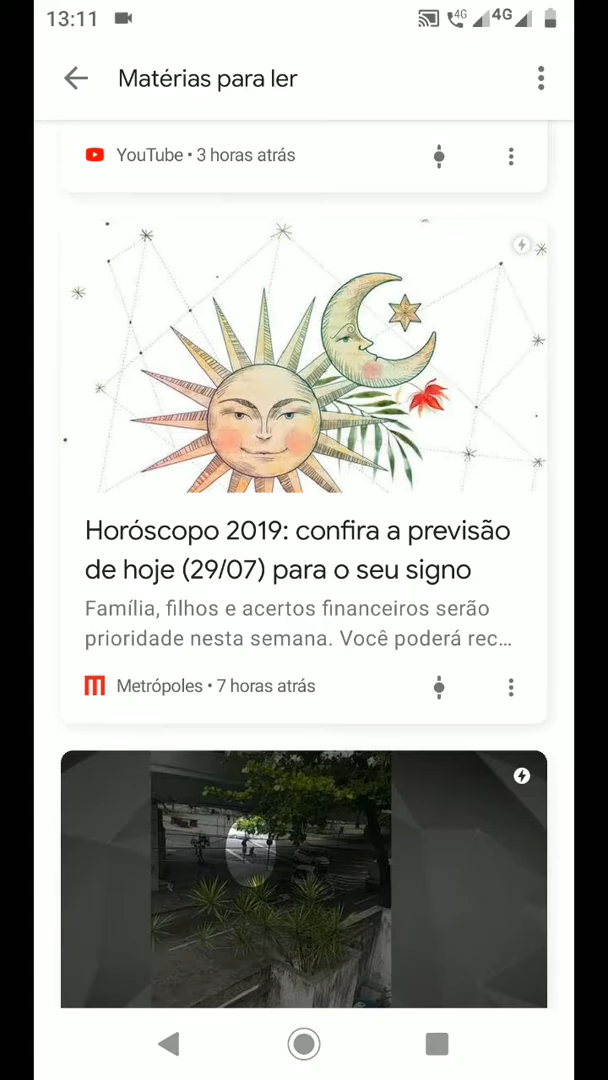 13:11 4G 4G
Matérias para ler
YouTube • 3 horas atrás
Horóscopo 2019: confira a previsão
de hoje (29/07) para o seu signo
Família, filhos e acertos financeiros serão
prioridade nesta semana. Você poderá rec...
Metrópoles • 7 horas atrás